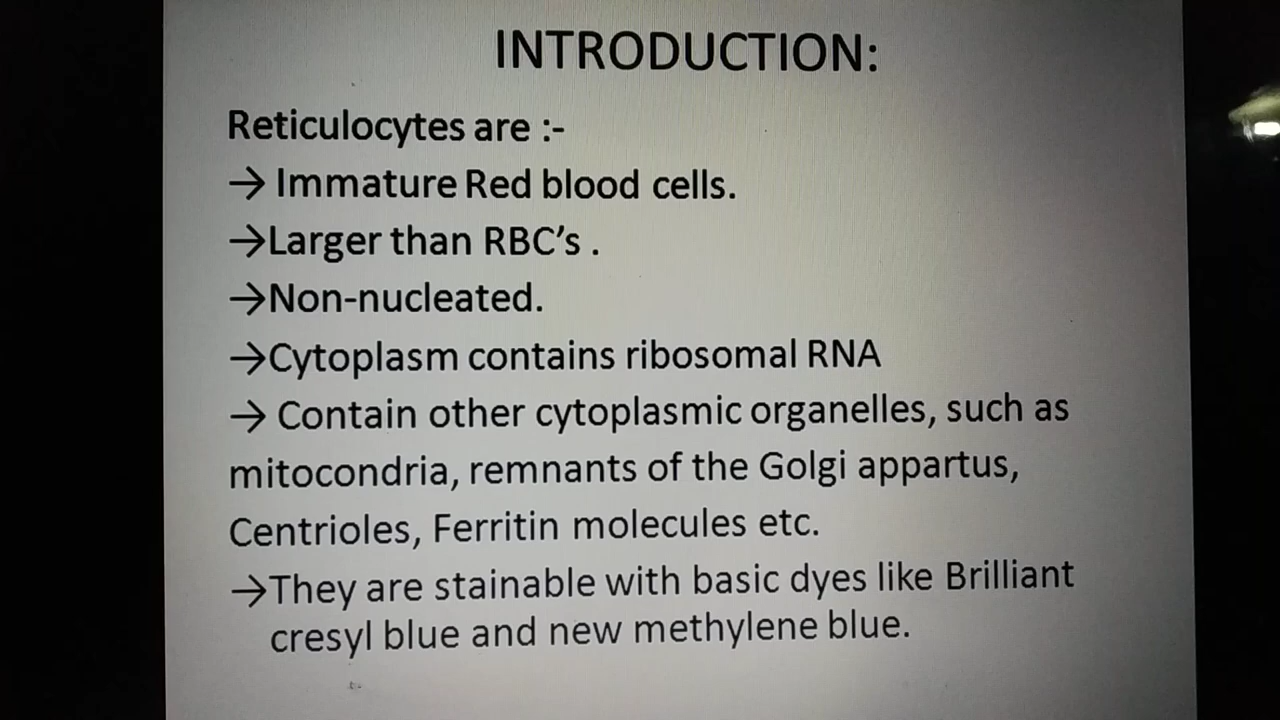 INTRODUCTION:
Reticulocytes are :-
→ Immature Red blood cells.
→Larger than RBC’s .
→Non-nucleated.
→Cytoplasm contains ribosomal RNA
→ Contain other cytoplasmic organelles, such as
mitocondria, remnants of the Golgi appartus,
Centrioles, Ferritin molecules etc.
→They are stainable with basic dyes like Brilliant
cresyl blue and new methylene blue.